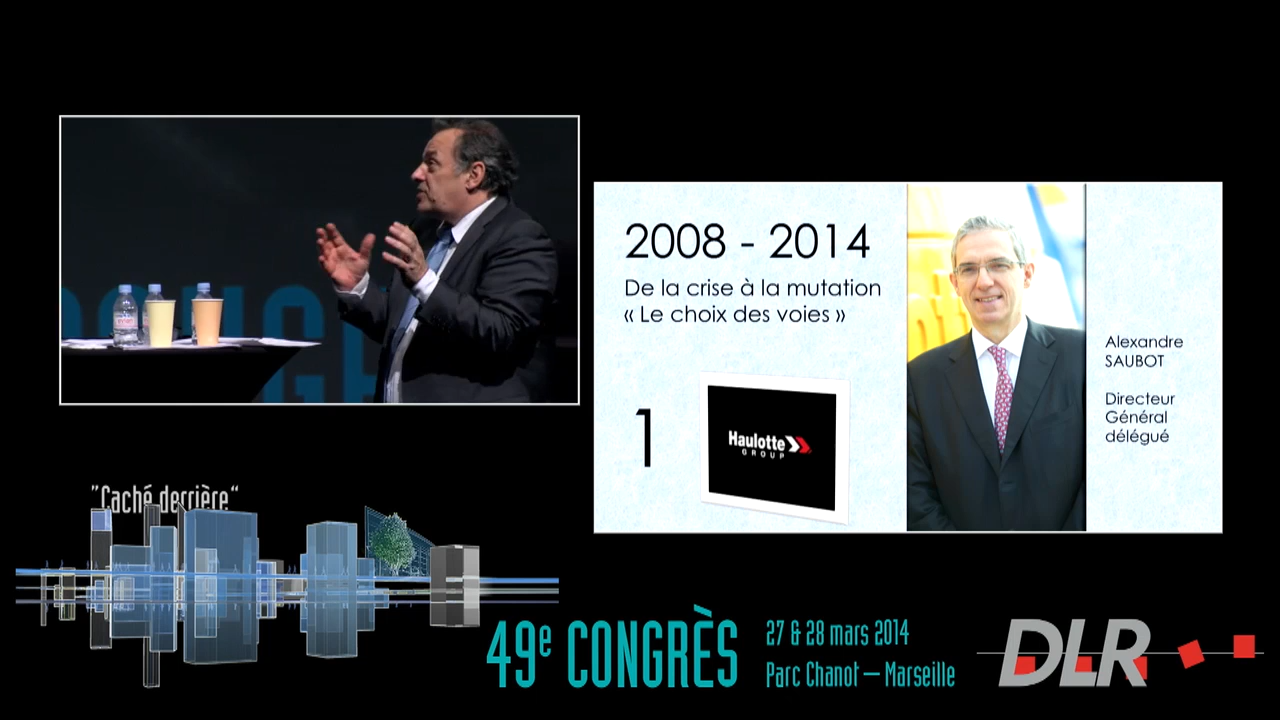 2008 - 2014
De la crise à la mutation
« Le choix des voies »
1
Haulotte
GROUP
Alexandre
SAUBOT
Directeur
Général
délégué
"Caché derrière"
49e CONGRÈS
27 & 28 mars 2014
Parc Chanot – Marseille
DLR